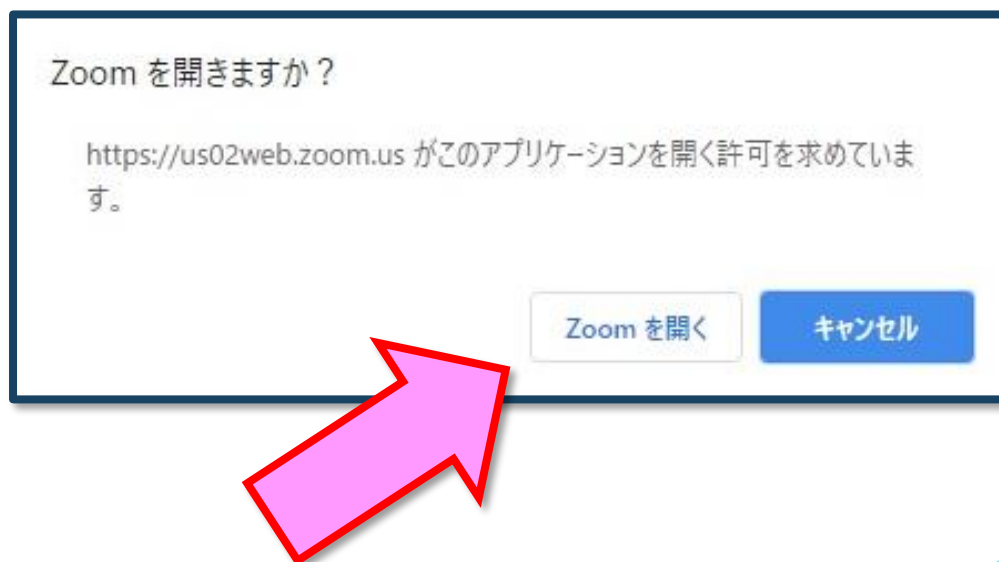 Zoom を開きますか？
https://us02web.zoom.us がこのアプリケーションを開く許可を求めていま
す。
Zoom を開く
キャンセル